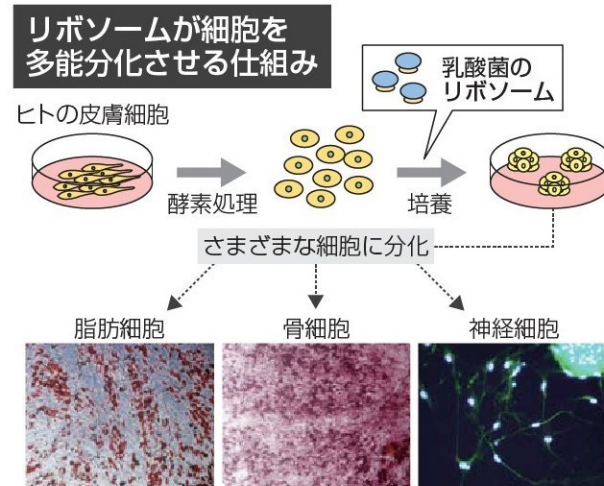 リボソームが細胞を
多能分化させる仕組み
乳酸菌の
リボソーム
ヒトの皮膚細胞
酵素処理
培養
さまざまな細胞に分化
脂肪細胞
骨細胞
神経細胞